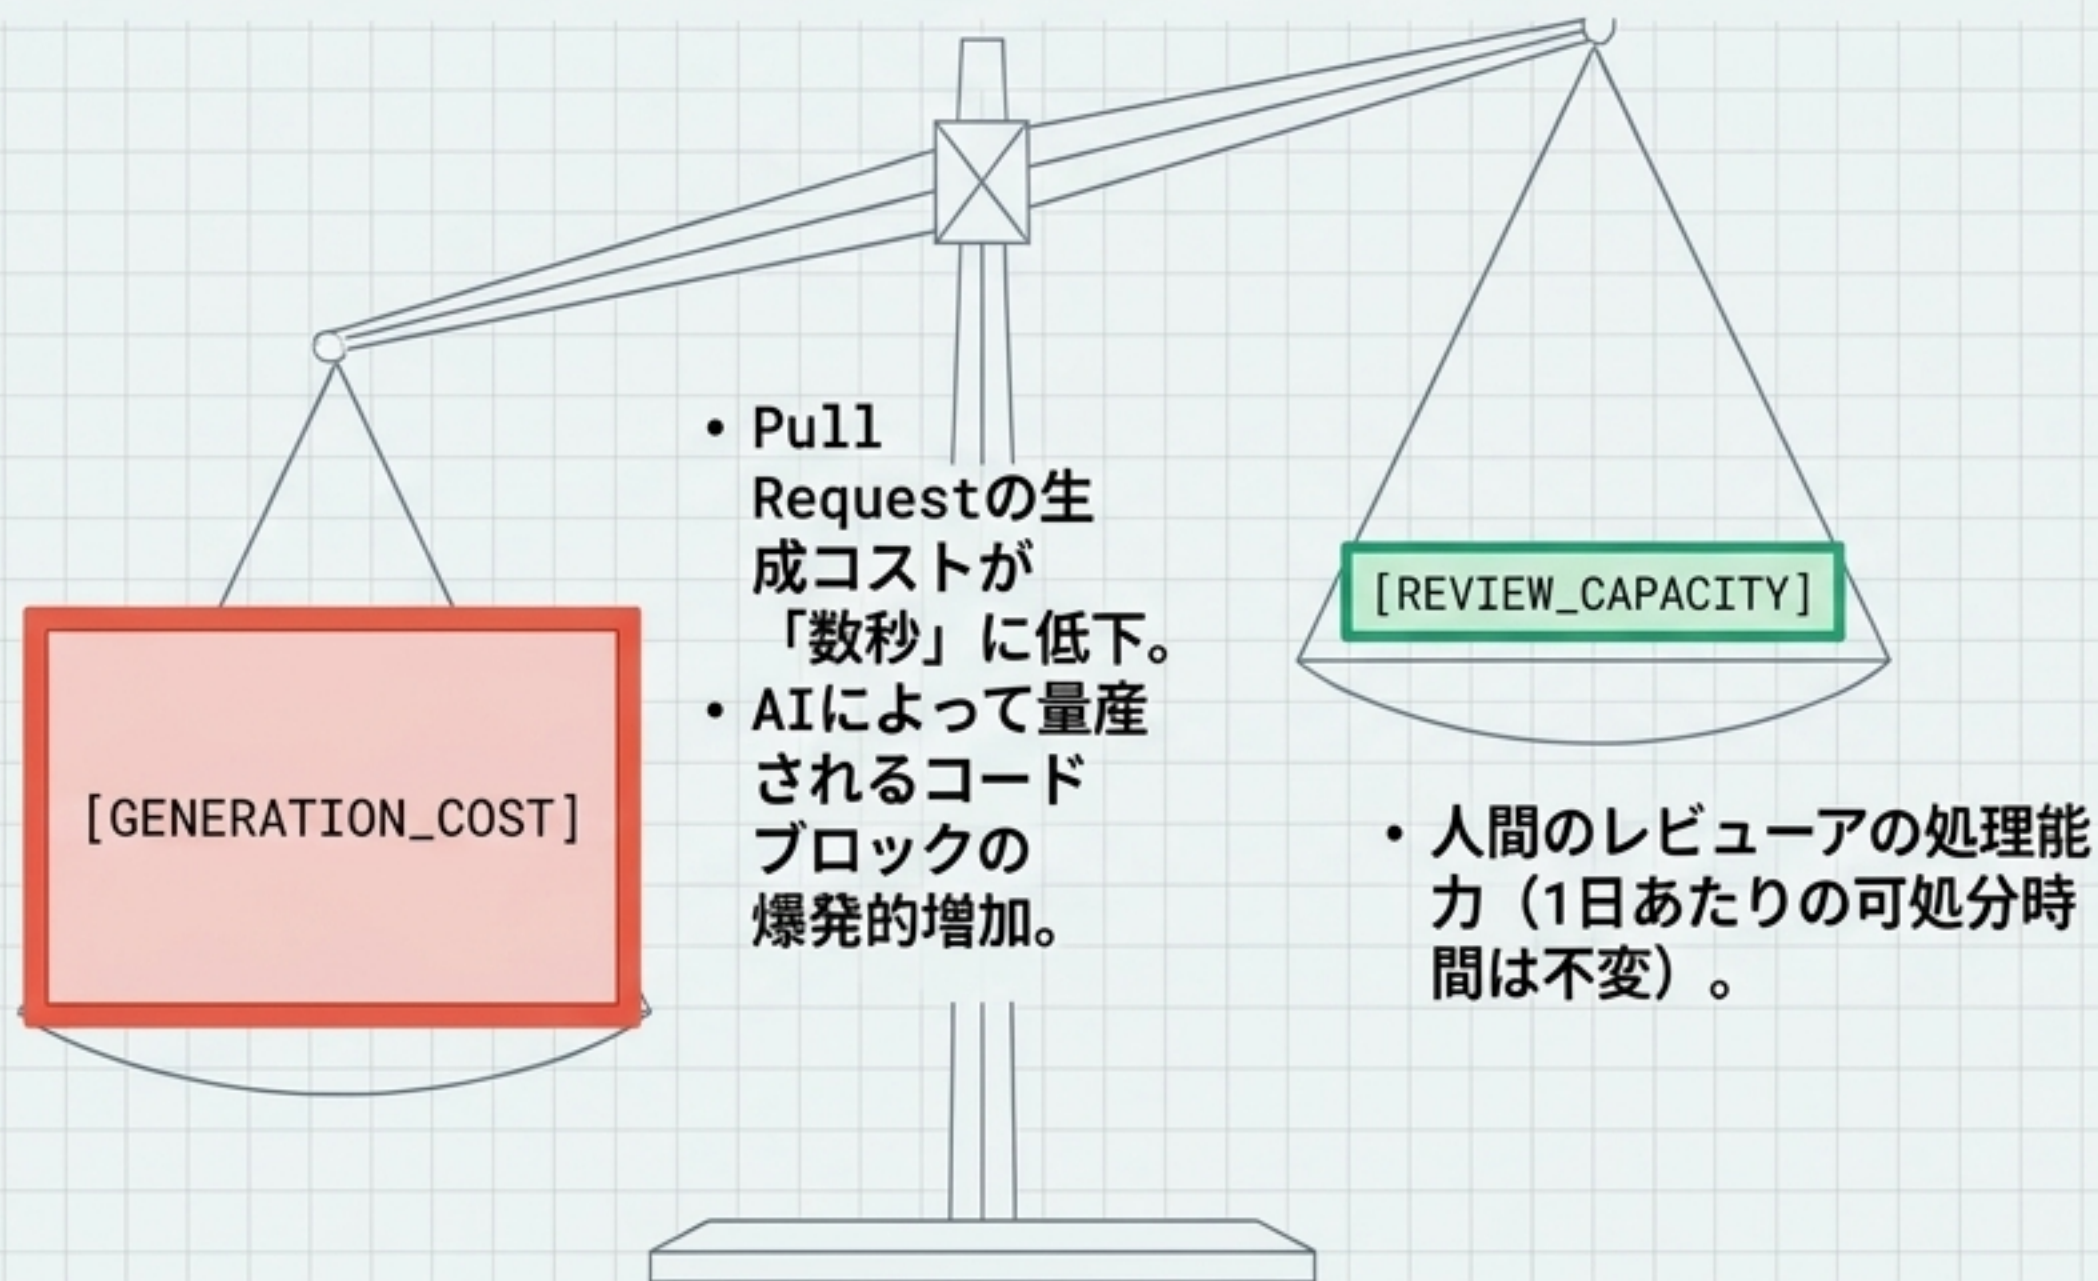 [GENERATION_COST]
• Pull
Requestの生
成コストが
「数秒」に低下。
• AIによって量産
されるコード
ブロックの
爆発的増加。
[REVIEW_CAPACITY]
• 人間のレビューアの処理能
力（1日あたりの可処分時
間は不変）。